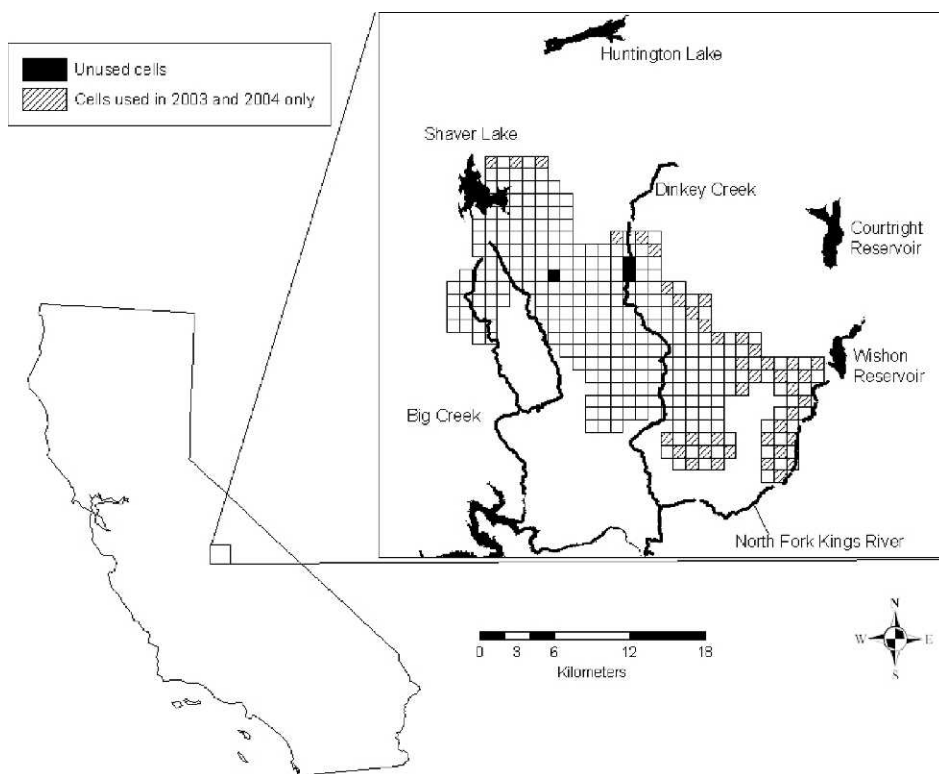 Unused cells
Cells used in 2003 and 2004 only
Huntington Lake
Shaver Lake
Dinkey Creek
Courtright
Reservoir
Wishon
Reservoir
Big Creek
North Fork Kings River
0 3 6 12 18
Kilometers
N
W E
S